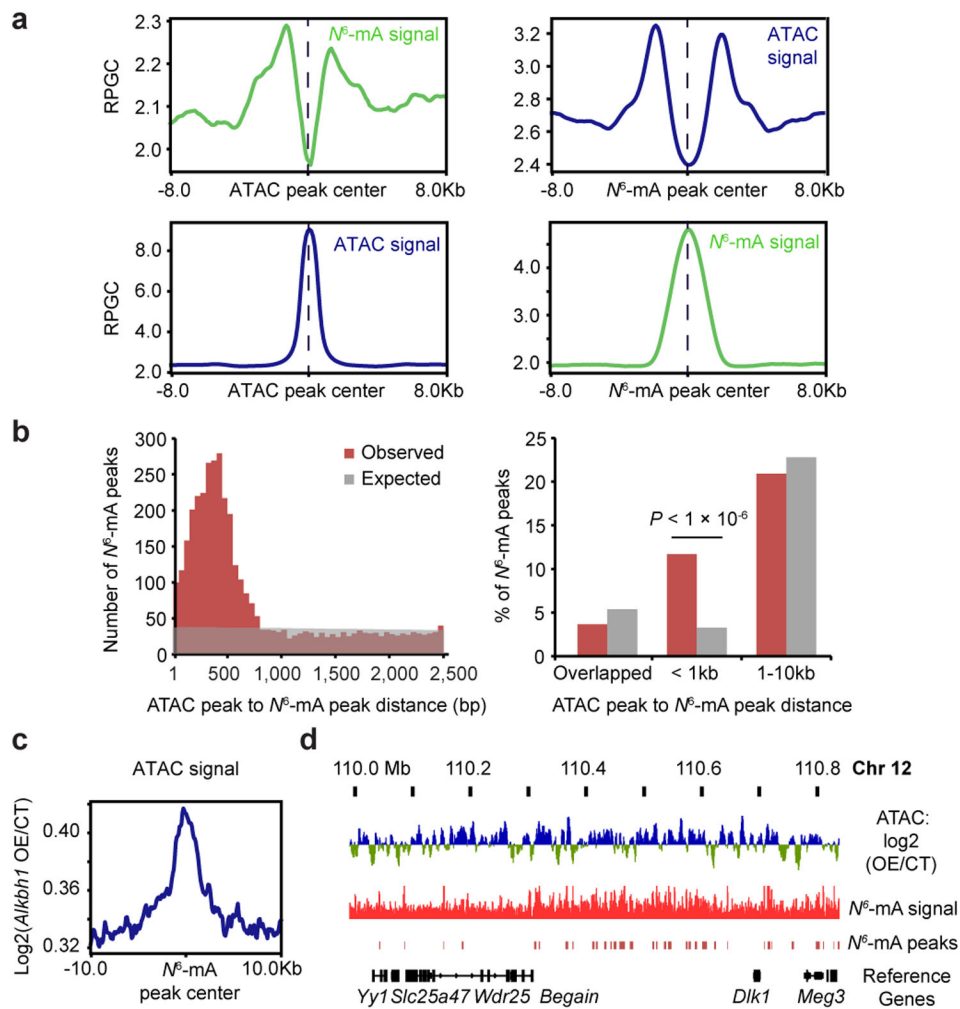 a
2.3
2.2
2.1
2.0
RPGC
N⁶-mA signal
-8.0 ATAC peak center 8.0Kb
3.2
3.0
2.8
2.6
2.4
ATAC
signal
-8.0 N⁶-mA peak center 8.0Kb
8.0
6.0
4.0
2.0
RPGC
ATAC signal
-8.0 ATAC peak center 8.0Kb
4.0
3.0
2.0
N⁶-mA signal
-8.0 N⁶-mA peak center 8.0Kb
b
Number of N⁶-mA peaks
300
250
200
150
100
50
0
Observed
Expected
1 500 1,000 1,500 2,000 2,500
ATAC peak to N⁶-mA peak distance (bp)
% of N⁶-mA peaks
25
20
15
10
5
0
P < 1 × 10⁻⁶
Overlapped < 1kb 1-10kb
ATAC peak to N⁶-mA peak distance
c
ATAC signal
Log2(Alkbh1 OE/CT)
0.40
0.36
0.32
-10.0 N⁶-mA 10.0Kb
peak center
d
110.0 Mb 110.2 110.4 110.6 110.8 Chr 12
ATAC:
log2
(OE/CT)
N⁶-mA signal
N⁶-mA peaks
Reference
Genes
Yy1 Slc25a47 Wdr25 Begain Dlk1 Meg3